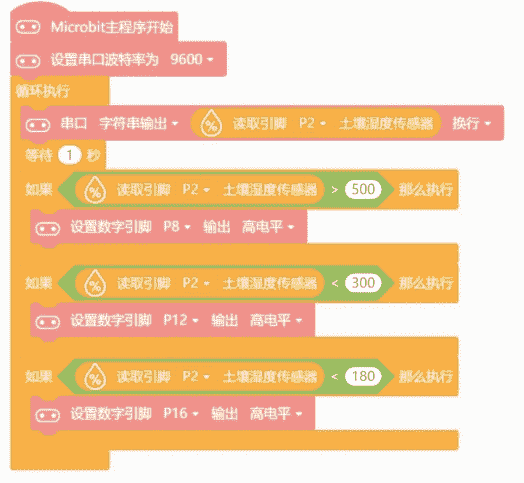 Microbit主程序开始
设置串口波特率为 9600
循环执行
串口 字符串输出 读取引脚 P2 土壤湿度传感器 换行
等待 1 秒
如果 读取引脚 P2 土壤湿度传感器 > 500 那么执行
设置数字引脚 P8 输出 高电平
如果 读取引脚 P2 土壤湿度传感器 < 300 那么执行
设置数字引脚 P12 输出 高电平
如果 读取引脚 P2 土壤湿度传感器 < 180 那么执行
设置数字引脚 P16 输出 高电平